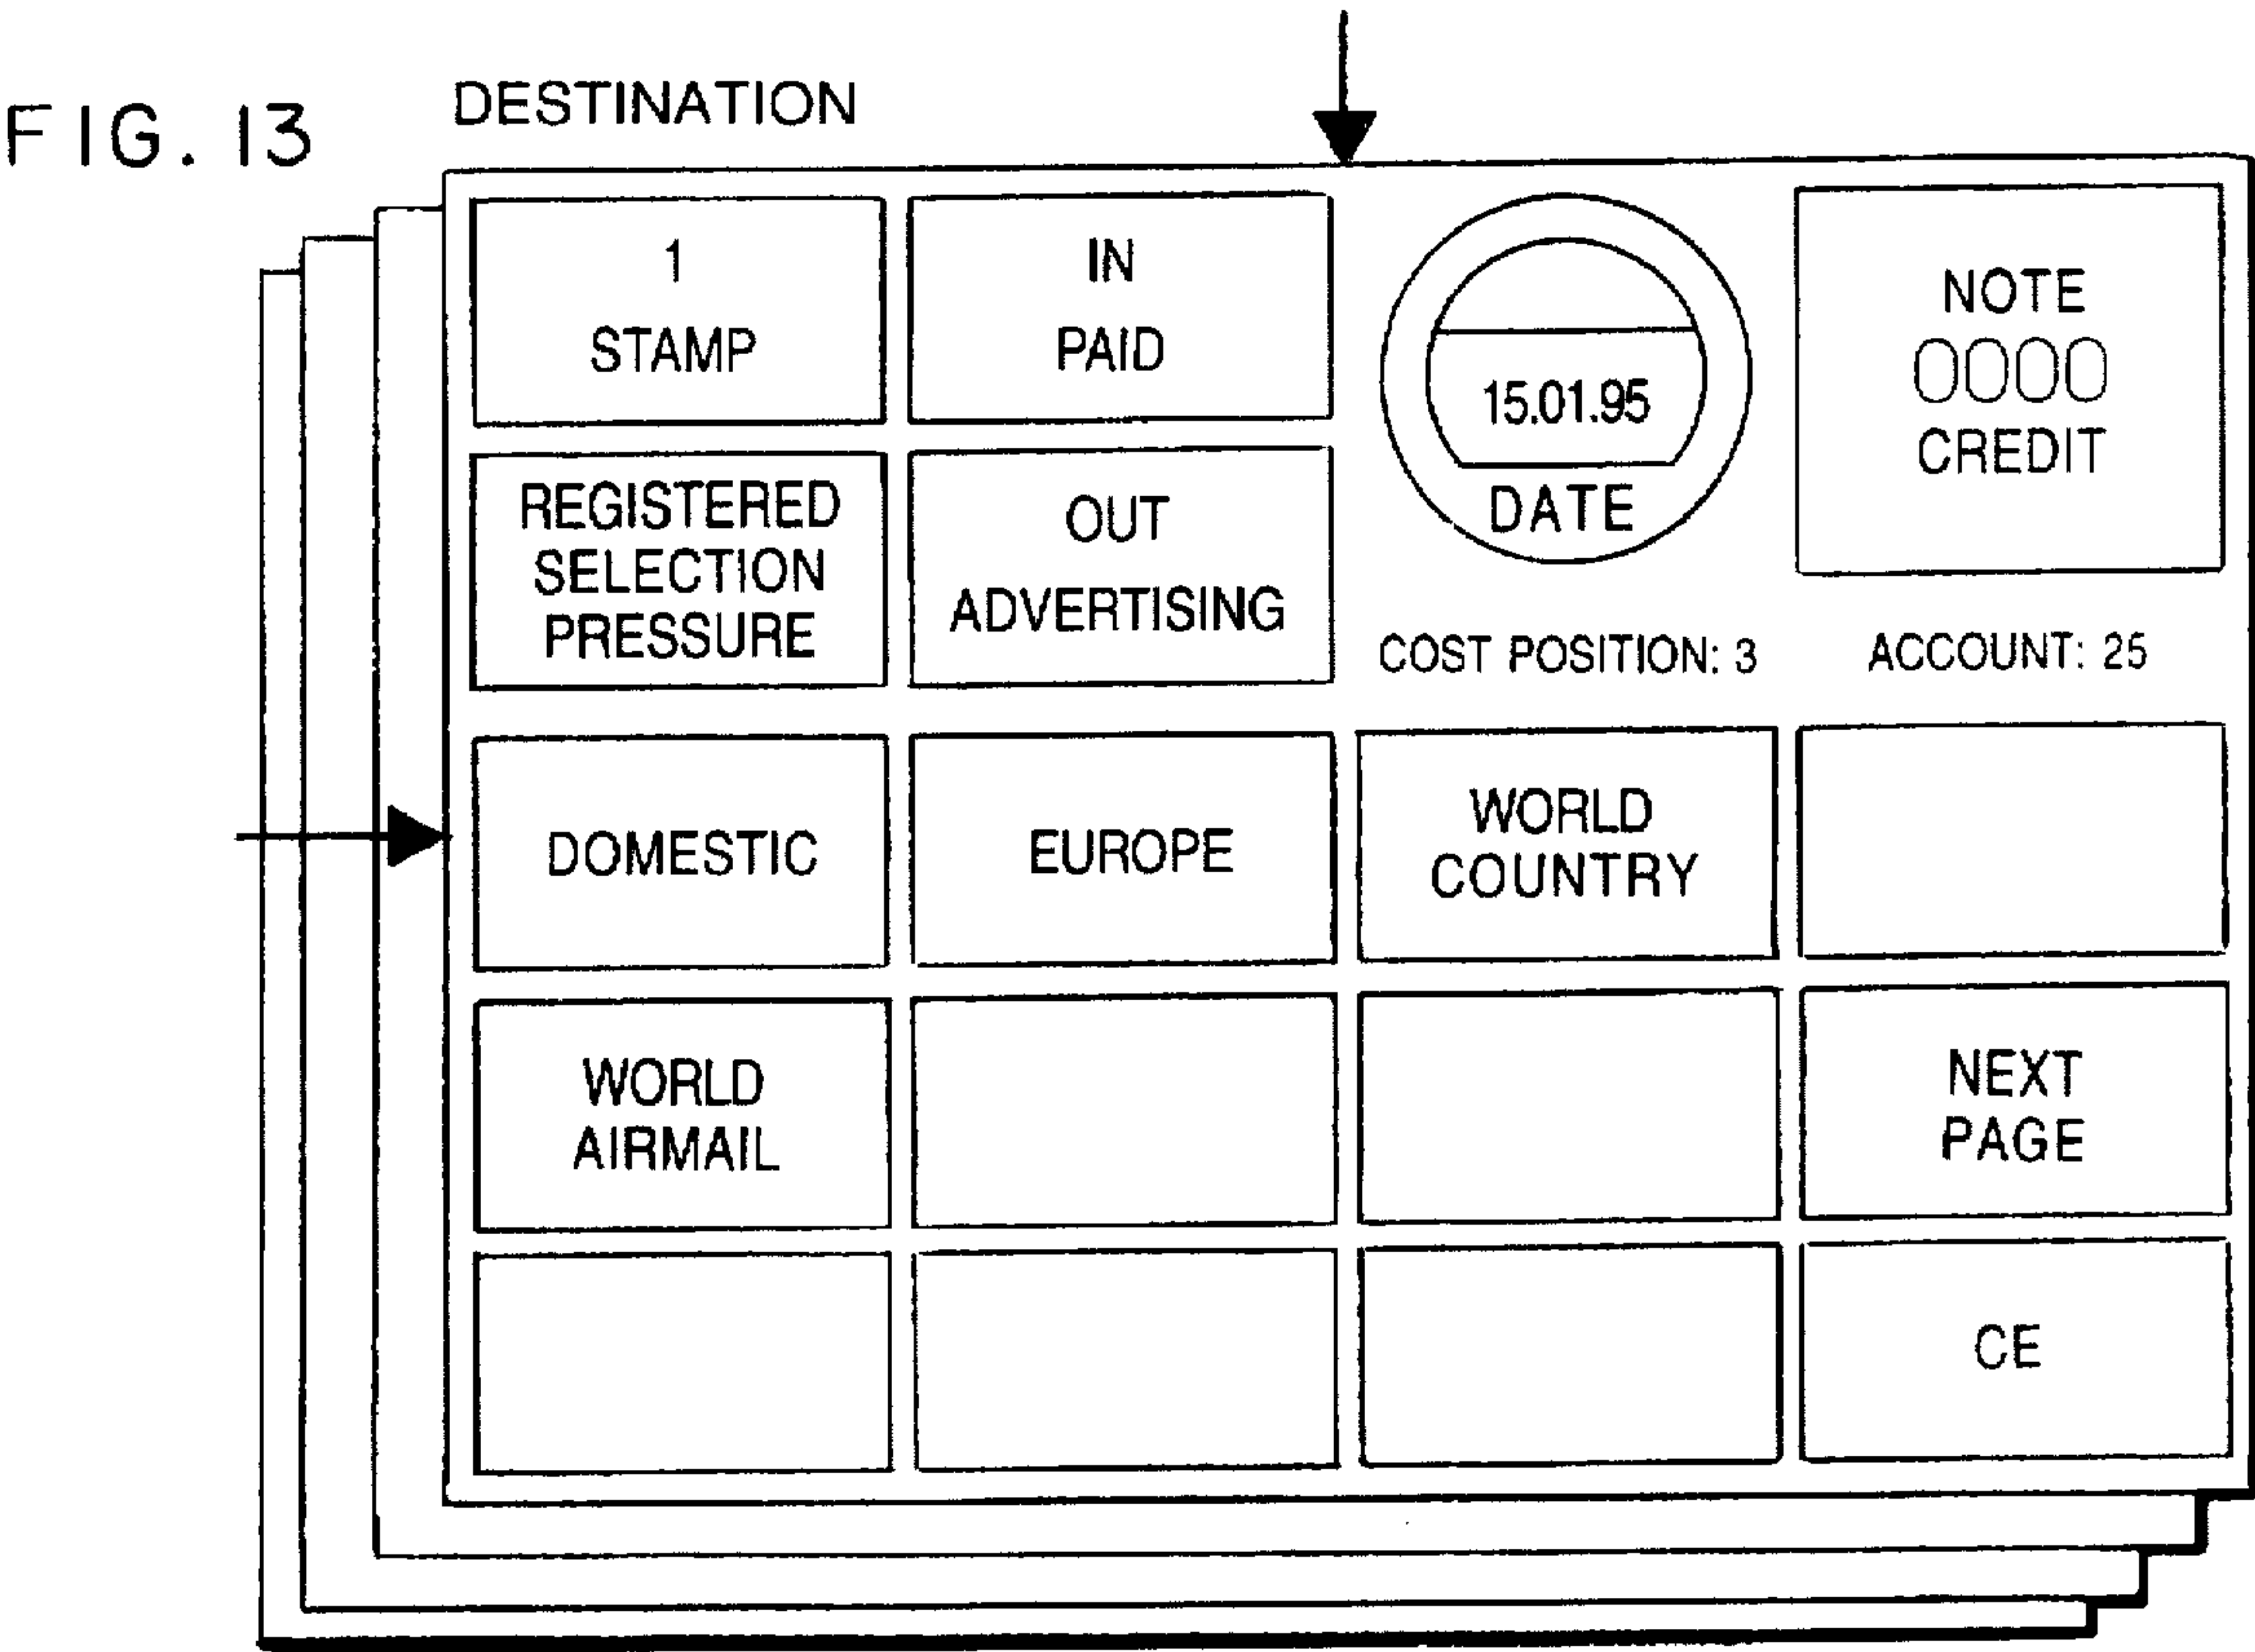 FIG. 13
DESTINATION
1
STAMP
IN
PAID
15.01.95
DATE
NOTE
0000
CREDIT
REGISTERED
SELECTION
PRESSURE
OUT
ADVERTISING
COST POSITION: 3
ACCOUNT: 25
DOMESTIC
EUROPE
WORLD
COUNTRY
WORLD
AIRMAIL
NEXT
PAGE
CE